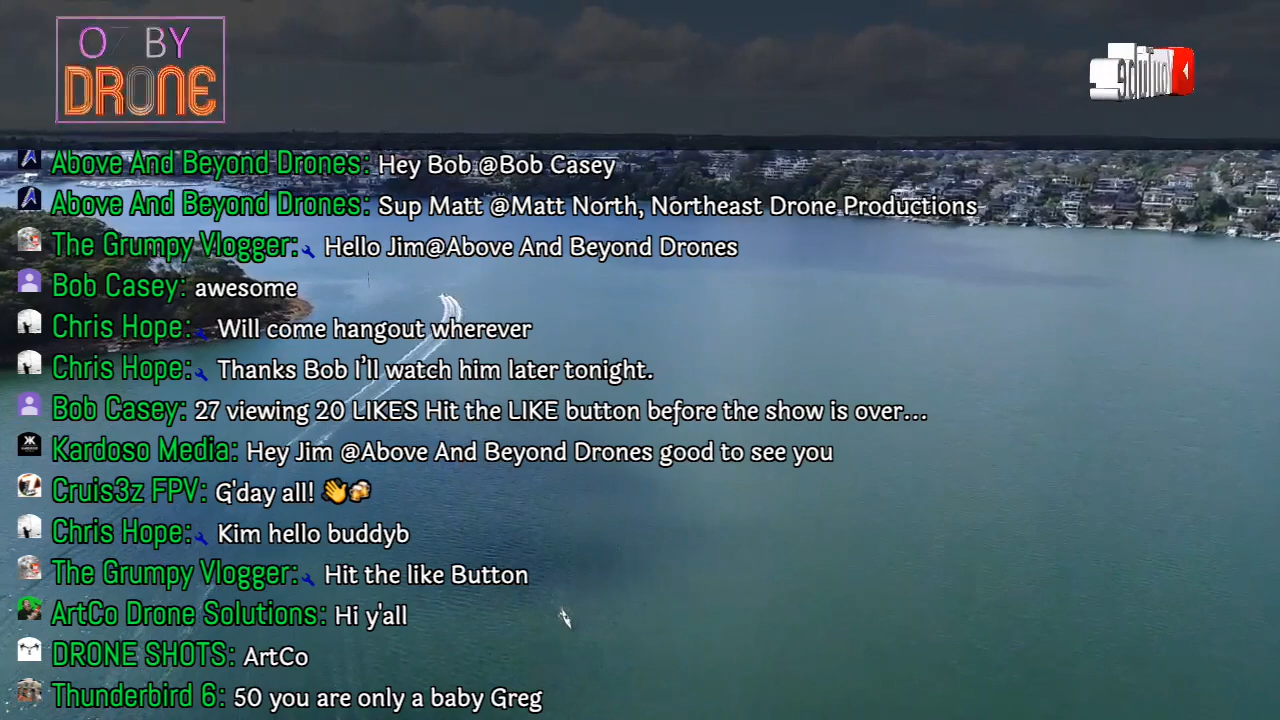 OZ BY
DRONE
Above And Beyond Drones: Hey Bob @Bob Casey
Above And Beyond Drones: Sup Matt @Matt North, Northeast Drone Productions
The Grumpy Vlogger: Hello Jim@Above And Beyond Drones
Bob Casey: awesome
Chris Hope: Will come hangout wherever
Chris Hope: Thanks Bob I’ll watch him later tonight.
Bob Casey: 27 viewing 20 LIKES Hit the LIKE button before the show is over...
Kardoso Media: Hey Jim @Above And Beyond Drones good to see you
Cruis3z FPV: G'day all! 👋🍻
Chris Hope: Kim hello buddyb
The Grumpy Vlogger: Hit the like Button
ArtCo Drone Solutions: Hi y'all
DRONE SHOTS: ArtCo
Thunderbird 6: 50 you are only a baby Greg